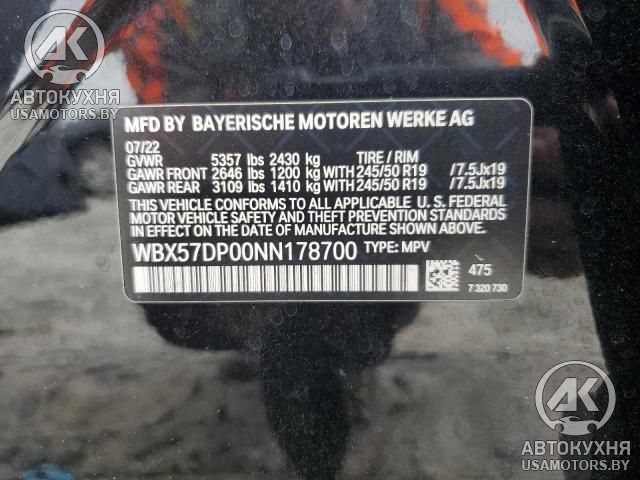 AK
АВТОКУХНЯ
USAMOTORS.BY
MFD BY BAYERISCHE MOTOREN WERKE AG
07/22
GVWR 5357 lbs 2430 kg TIRE / RIM
GAWR FRONT 2646 lbs 1200 kg WITH 245/50 R19 /7.5Jx19
GAWR REAR 3109 lbs 1410 kg WITH 245/50 R19 /7.5Jx19
THIS VEHICLE CONFORMS TO ALL APPLICABLE U. S. FEDERAL
MOTOR VEHICLE SAFETY AND THEFT PREVENTION STANDARDS
IN EFFECT ON THE DATE OF MANUFACTURE SHOWN ABOVE.
WBX57DP00NN178700 TYPE: MPV
475
7 320 730
AK
АВТОКУХНЯ
USAMOTORS.BY